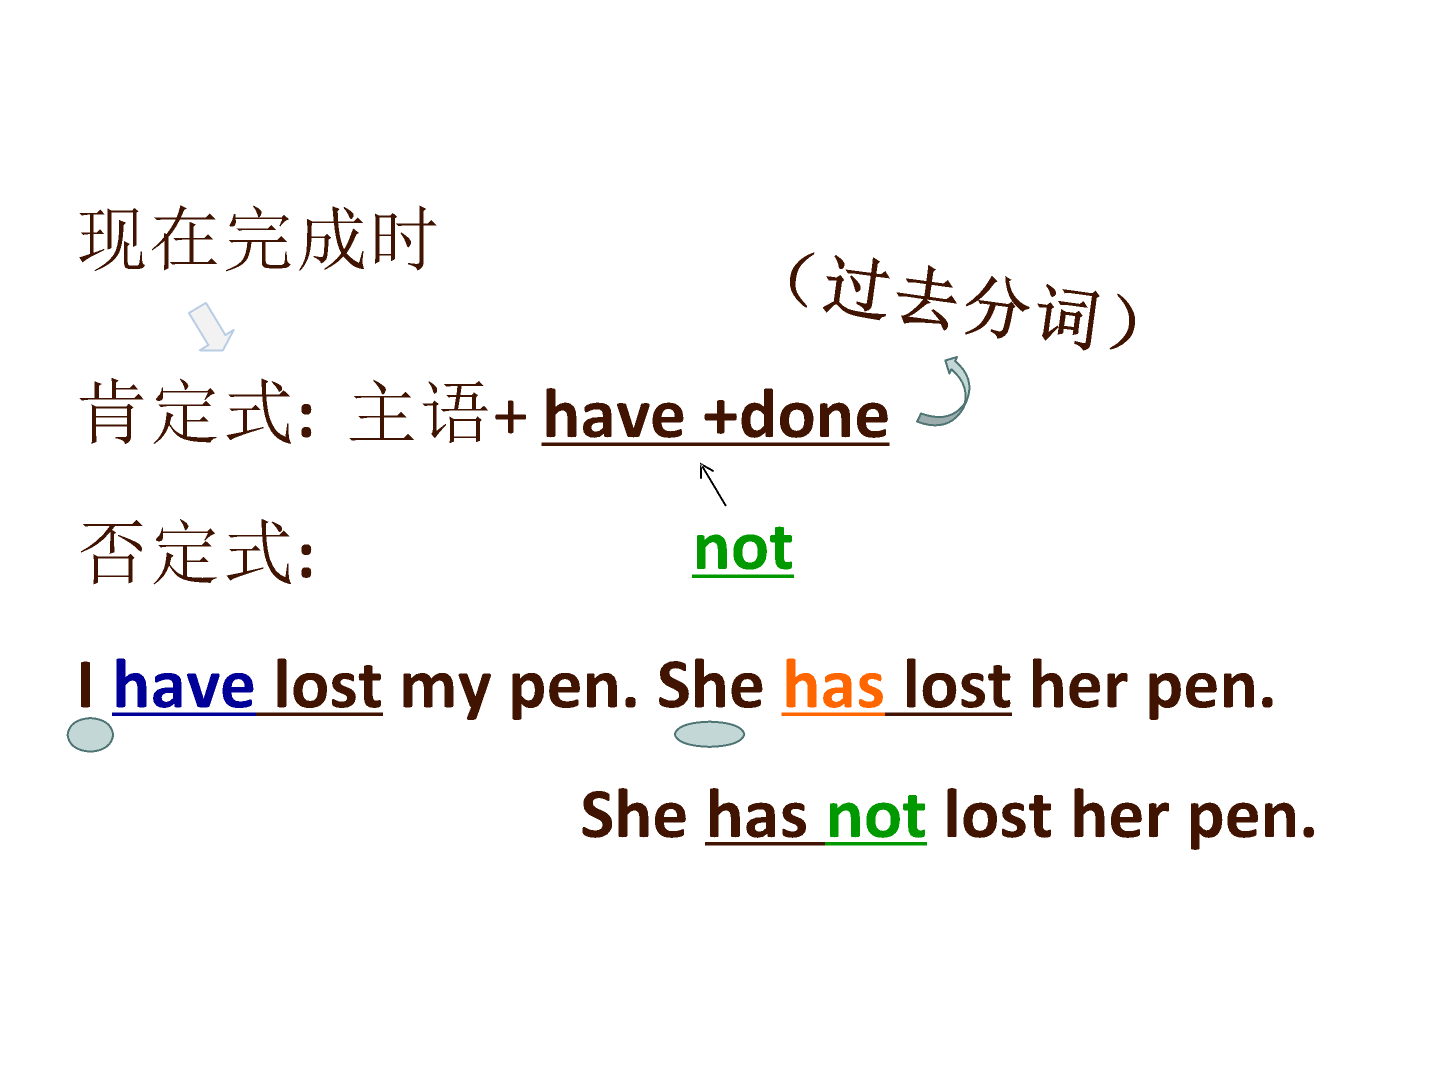 现在完成时
（过去分词）
肯定式: 主语+ have +done
否定式: not
I have lost my pen. She has lost her pen.
She has not lost her pen.